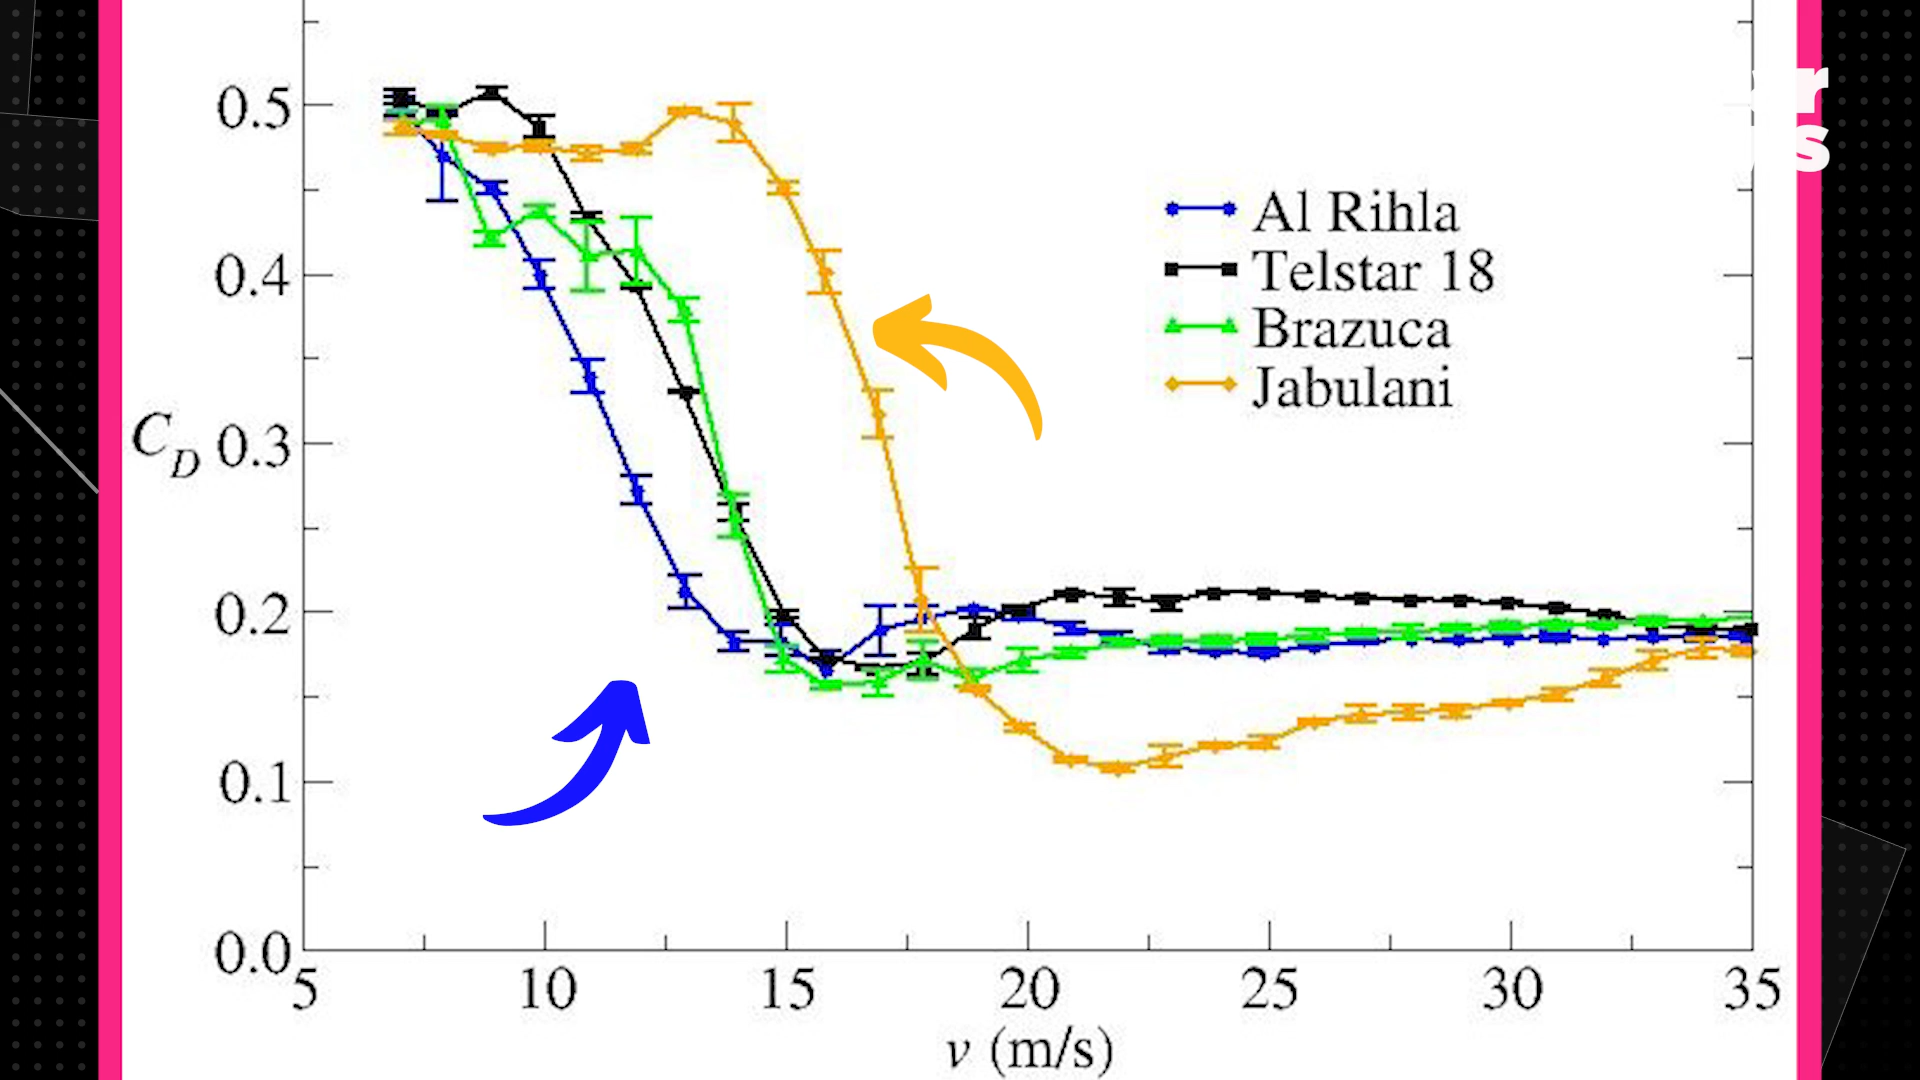 0.5
0.4
0.3
0.2
0.1
0.0
C_D
Al Rihla
Telstar 18
Brazuca
Jabulani
5 10 15 20 25 30 35
v (m/s)